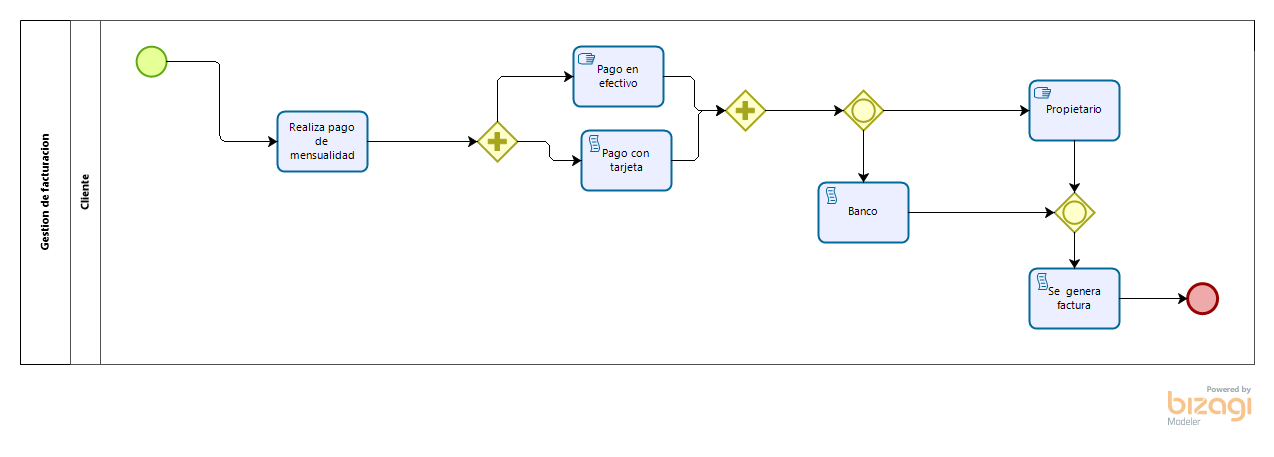 Gestion de facturacion
Cliente
Realiza pago
de
mensualidad
Pago en
efectivo
Pago con
tarjeta
Propietario
Banco
Se genera
factura
Powered by
bizagi
Modeler